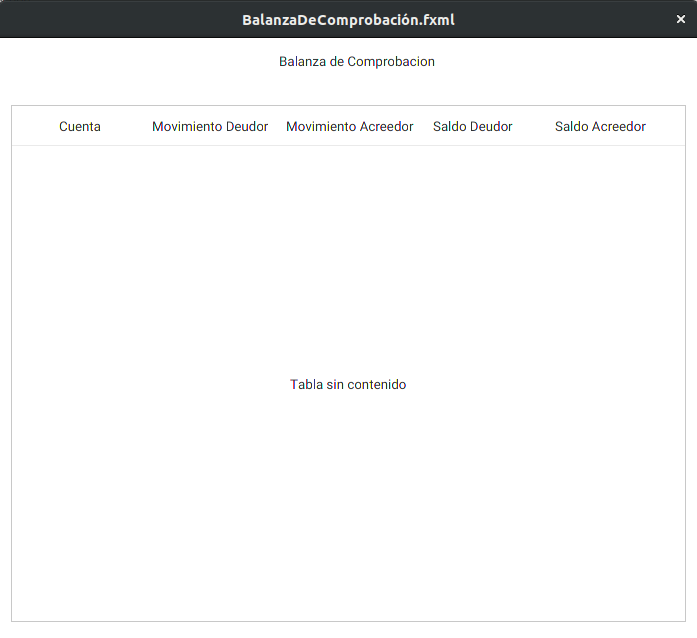 BalanzaDeComprobación.fxml
Balanza de Comprobacion
Cuenta Movimiento Deudor Movimiento Acreedor Saldo Deudor Saldo Acreedor
Tabla sin contenido